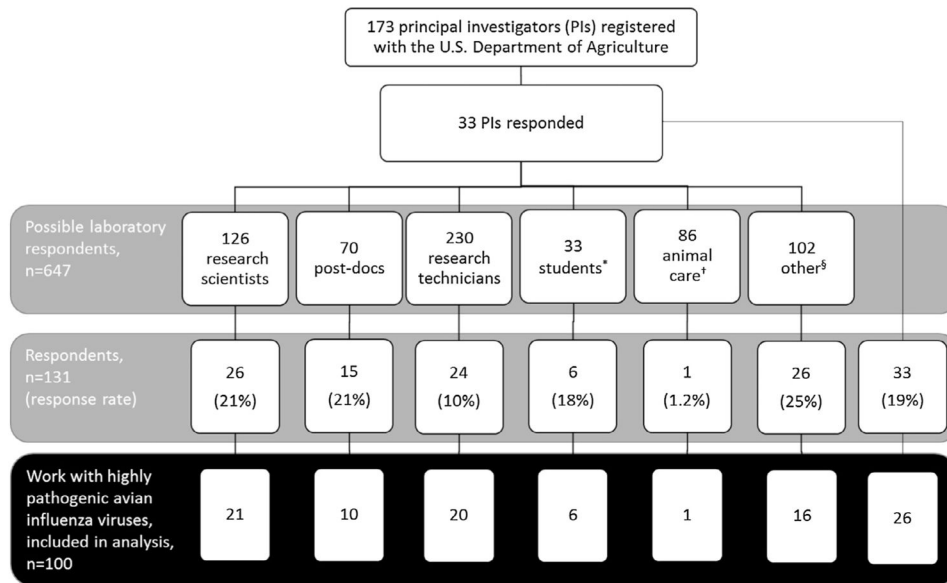 173 principal investigators (PIs) registered
with the U.S. Department of Agriculture
33 PIs responded
Possible laboratory
respondents,
n=647
126
research
scientists
70
post-docs
230
research
technicians
33
students*
86
animal
care†
102
other§
Respondents,
n=131
(response rate)
26
(21%)
15
(21%)
24
(10%)
6
(18%)
1
(1.2%)
26
(25%)
33
(19%)
Work with highly
pathogenic avian
influenza viruses,
included in analysis,
n=100
21
10
20
6
1
16
26